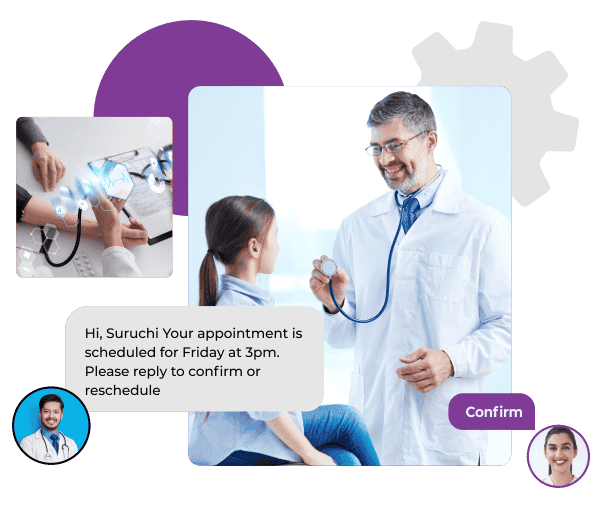 Hi, Suruchi Your appointment is
scheduled for Friday at 3pm.
Please reply to confirm or
reschedule
Confirm